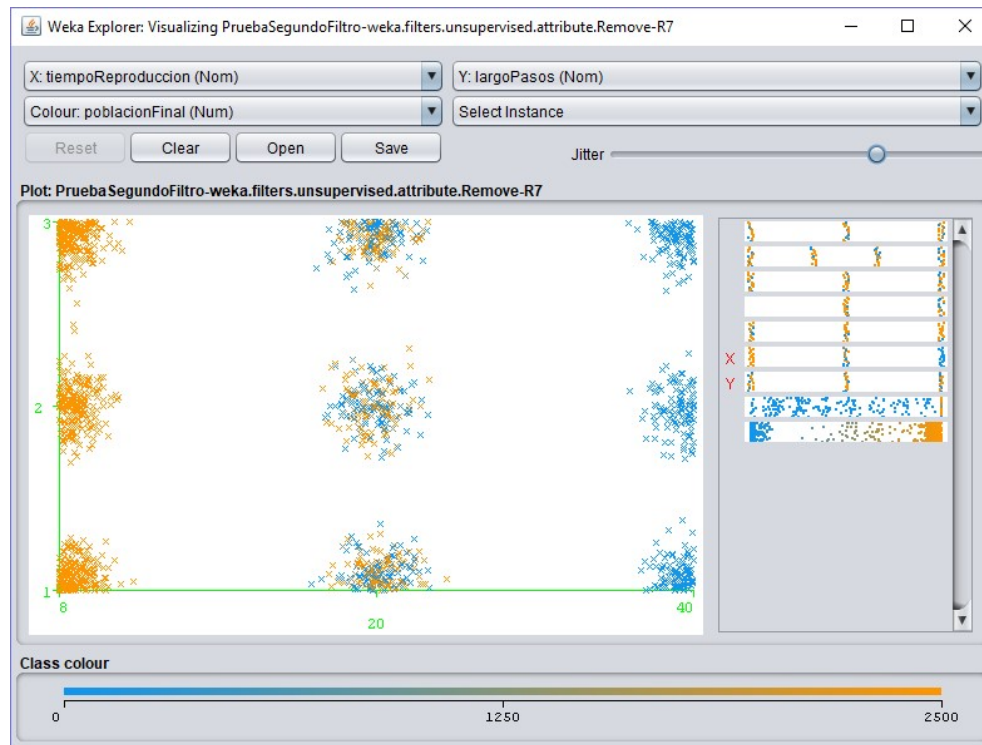 Weka Explorer: Visualizing PruebaSegundoFiltro-weka.filters.unsupervised.attribute.Remove-R7
X: tiempoReproduccion (Nom)
Y: largoPasos (Nom)
Colour: poblacionFinal (Num)
Select Instance
Reset
Clear
Open
Save
Jitter
Plot: PruebaSegundoFiltro-weka.filters.unsupervised.attribute.Remove-R7
3
2
1
8
20
40
X
Y
Class colour
0
1250
2500